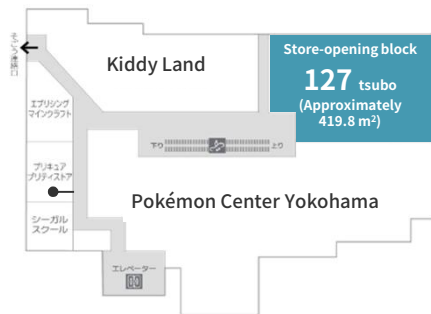 Kiddy Land
Store-opening block
127 tsubo
(Approximately
419.8 m²)
エブリシング
マインクラフト
下り
上り
プリキュア
プリティストア
Pokémon Center Yokohama
シーガル
スクール
エレベーター